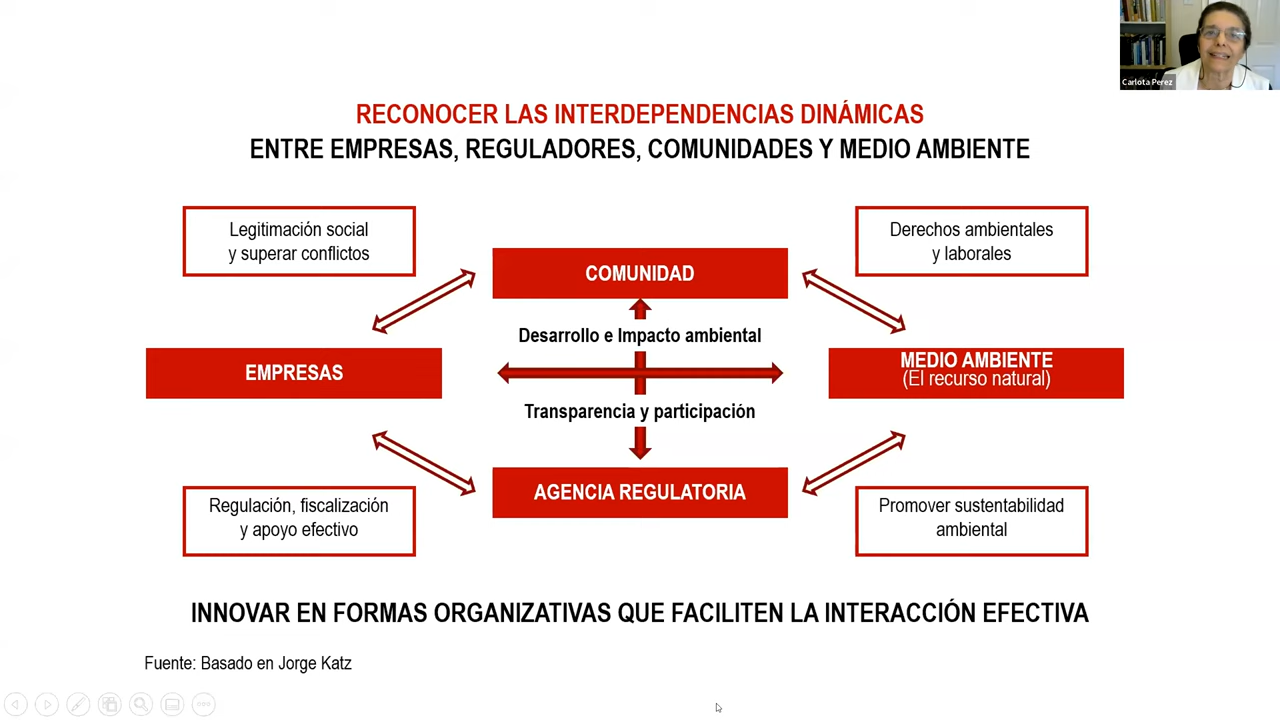 Carlota Perez
RECONOCER LAS INTERDEPENDENCIAS DINÁMICAS
ENTRE EMPRESAS, REGULADORES, COMUNIDADES Y MEDIO AMBIENTE
Legitimación social
y superar conflictos
Derechos ambientales
y laborales
COMUNIDAD
Desarrollo e Impacto ambiental
EMPRESAS
MEDIO AMBIENTE
(El recurso natural)
Transparencia y participación
AGENCIA REGULATORIA
Regulación, fiscalización
y apoyo efectivo
Promover sustentabilidad
ambiental
INNOVAR EN FORMAS ORGANIZATIVAS QUE FACILITEN LA INTERACCIÓN EFECTIVA
Fuente: Basado en Jorge Katz